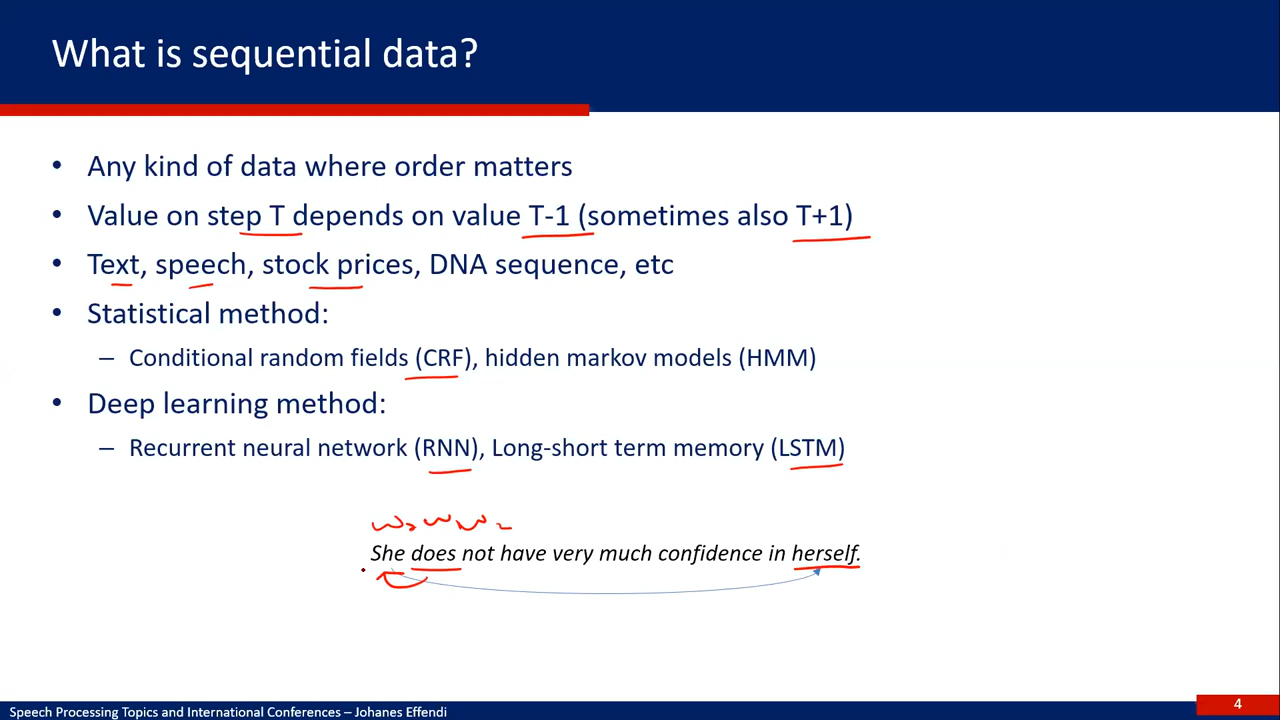 What is sequential data?
• Any kind of data where order matters
• Value on step T depends on value T-1 (sometimes also T+1)
• Text, speech, stock prices, DNA sequence, etc
• Statistical method:
– Conditional random fields (CRF), hidden markov models (HMM)
• Deep learning method:
– Recurrent neural network (RNN), Long-short term memory (LSTM)
She does not have very much confidence in herself.
Speech Processing Topics and International Conferences – Johanes Effendi
4